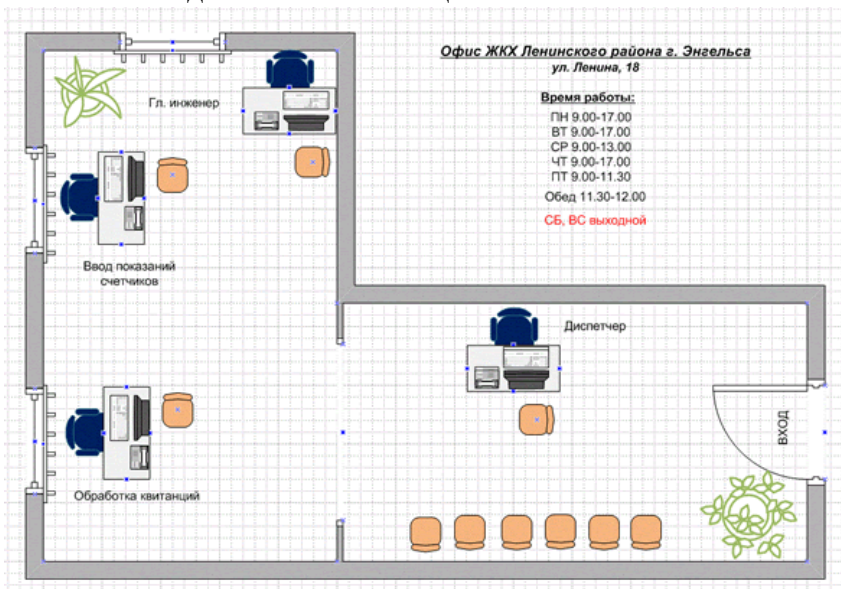 Офис ЖКХ Ленинского района г. Энгельса
ул. Ленина, 18
Время работы:
ПН 9.00-17.00
ВТ 9.00-17.00
СР 9.00-13.00
ЧТ 9.00-17.00
ПТ 9.00-11.30
Обед 11.30-12.00
СБ, ВС выходной
Гл. инженер
Ввод показаний
счетчиков
Диспетчер
ВХОД
Обработка квитанций